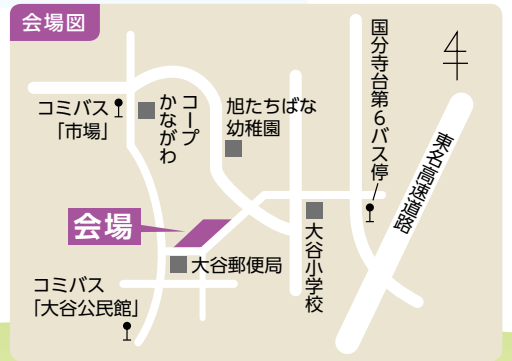 会場図
コミバス
「市場」
コープ
かながわ
旭たちばな
幼稚園
国分寺台第6バス停
東名高速道路
会場
大谷郵便局
大谷小学校
コミバス
「大谷公民館」